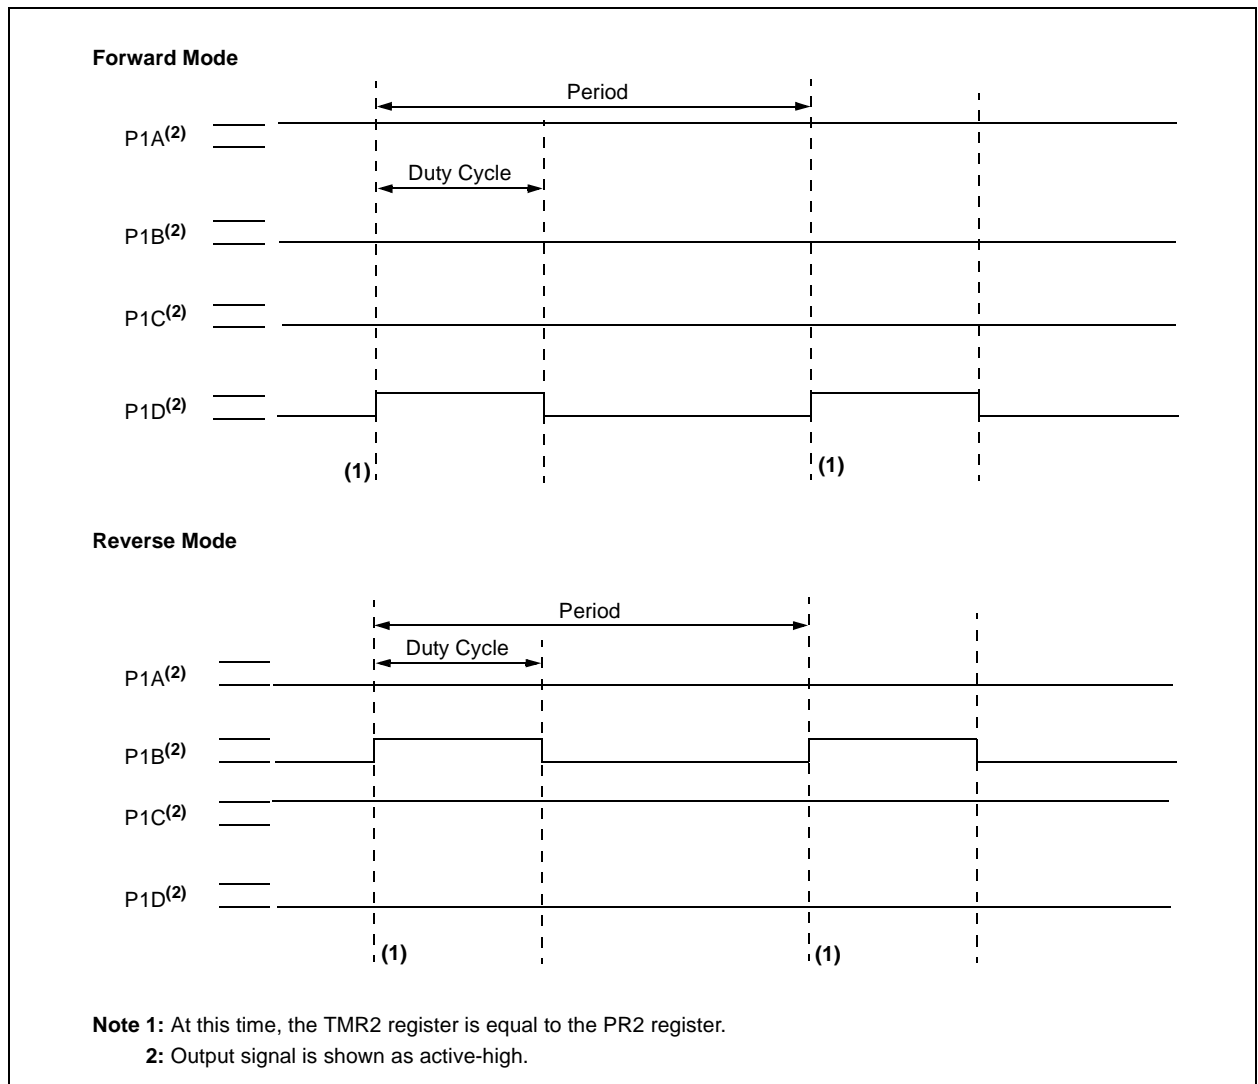 Forward Mode
Period
P1A(2)
Duty Cycle
P1B(2)
P1C(2)
P1D(2)
(1)
(1)
Reverse Mode
Period
Duty Cycle
P1A(2)
P1B(2)
P1C(2)
P1D(2)
(1)
(1)
Note 1: At this time, the TMR2 register is equal to the PR2 register.
2: Output signal is shown as active-high.